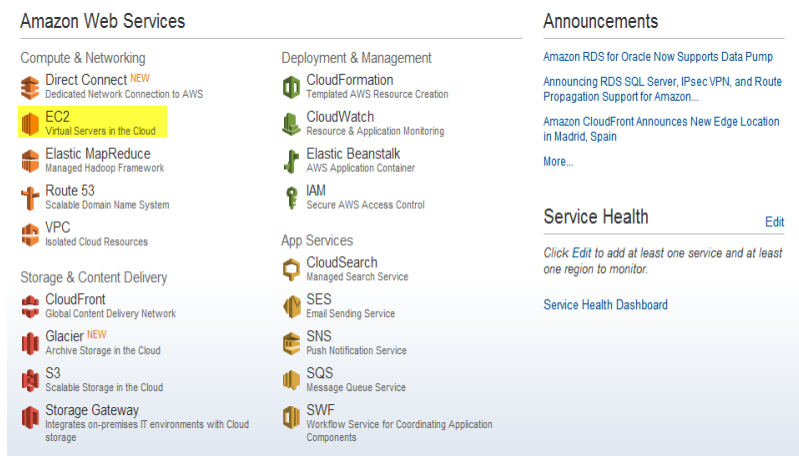 Amazon Web Services
Compute & Networking
Direct Connect NEW
Dedicated Network Connection to AWS
EC2
Virtual Servers in the Cloud
Elastic MapReduce
Managed Hadoop Framework
Route 53
Scalable Domain Name System
VPC
Isolated Cloud Resources
Storage & Content Delivery
CloudFront
Global Content Delivery Network
Glacier NEW
Archive Storage in the Cloud
S3
Scalable Storage in the Cloud
Storage Gateway
Integrates on-premises IT environments with Cloud
storage
Deployment & Management
CloudFormation
Templated AWS Resource Creation
CloudWatch
Resource & Application Monitoring
Elastic Beanstalk
AWS Application Container
IAM
Secure AWS Access Control
App Services
CloudSearch
Managed Search Service
SES
Email Sending Service
SNS
Push Notification Service
SQS
Message Queue Service
SWF
Workflow Service for Coordinating Application
Components
Announcements
Amazon RDS for Oracle Now Supports Data Pump
Announcing RDS SQL Server, IPsec VPN, and Route
Propagation Support for Amazon...
Amazon CloudFront Announces New Edge Location
in Madrid, Spain
More...
Service Health
Edit
Click Edit to add at least one service and at least
one region to monitor.
Service Health Dashboard